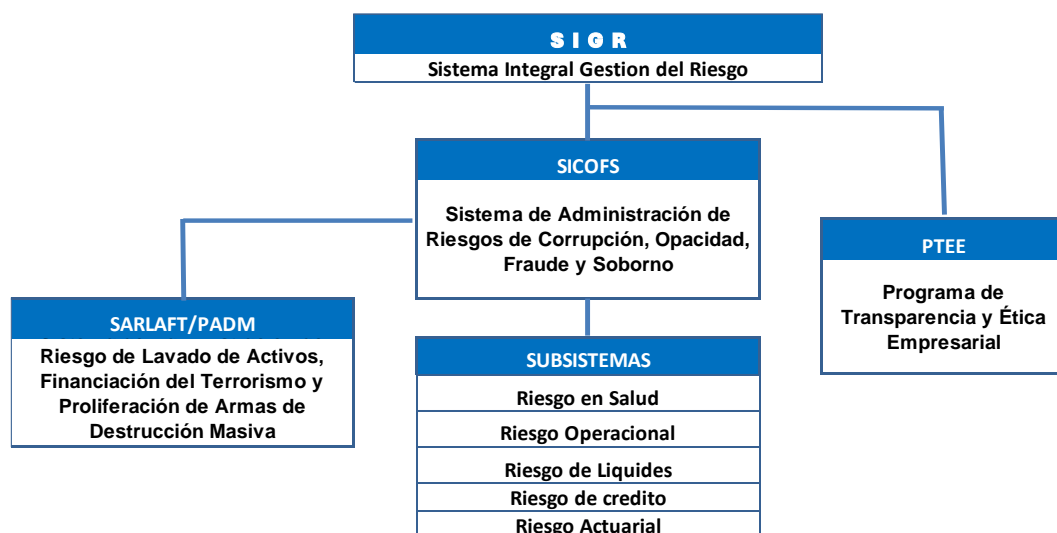 SIGR
Sistema Integral Gestion del Riesgo
SICOFS
Sistema de Administración de
Riesgos de Corrupción, Opacidad,
Fraude y Soborno
PTEE
Programa de
Transparencia y Ética
Empresarial
SARLAFT/PADM
Riesgo de Lavado de Activos,
Financiación del Terrorismo y
Proliferación de Armas de
Destrucción Masiva
SUBSISTEMAS
Riesgo en Salud
Riesgo Operacional
Riesgo de Liquides
Riesgo de credito
Riesgo Actuarial